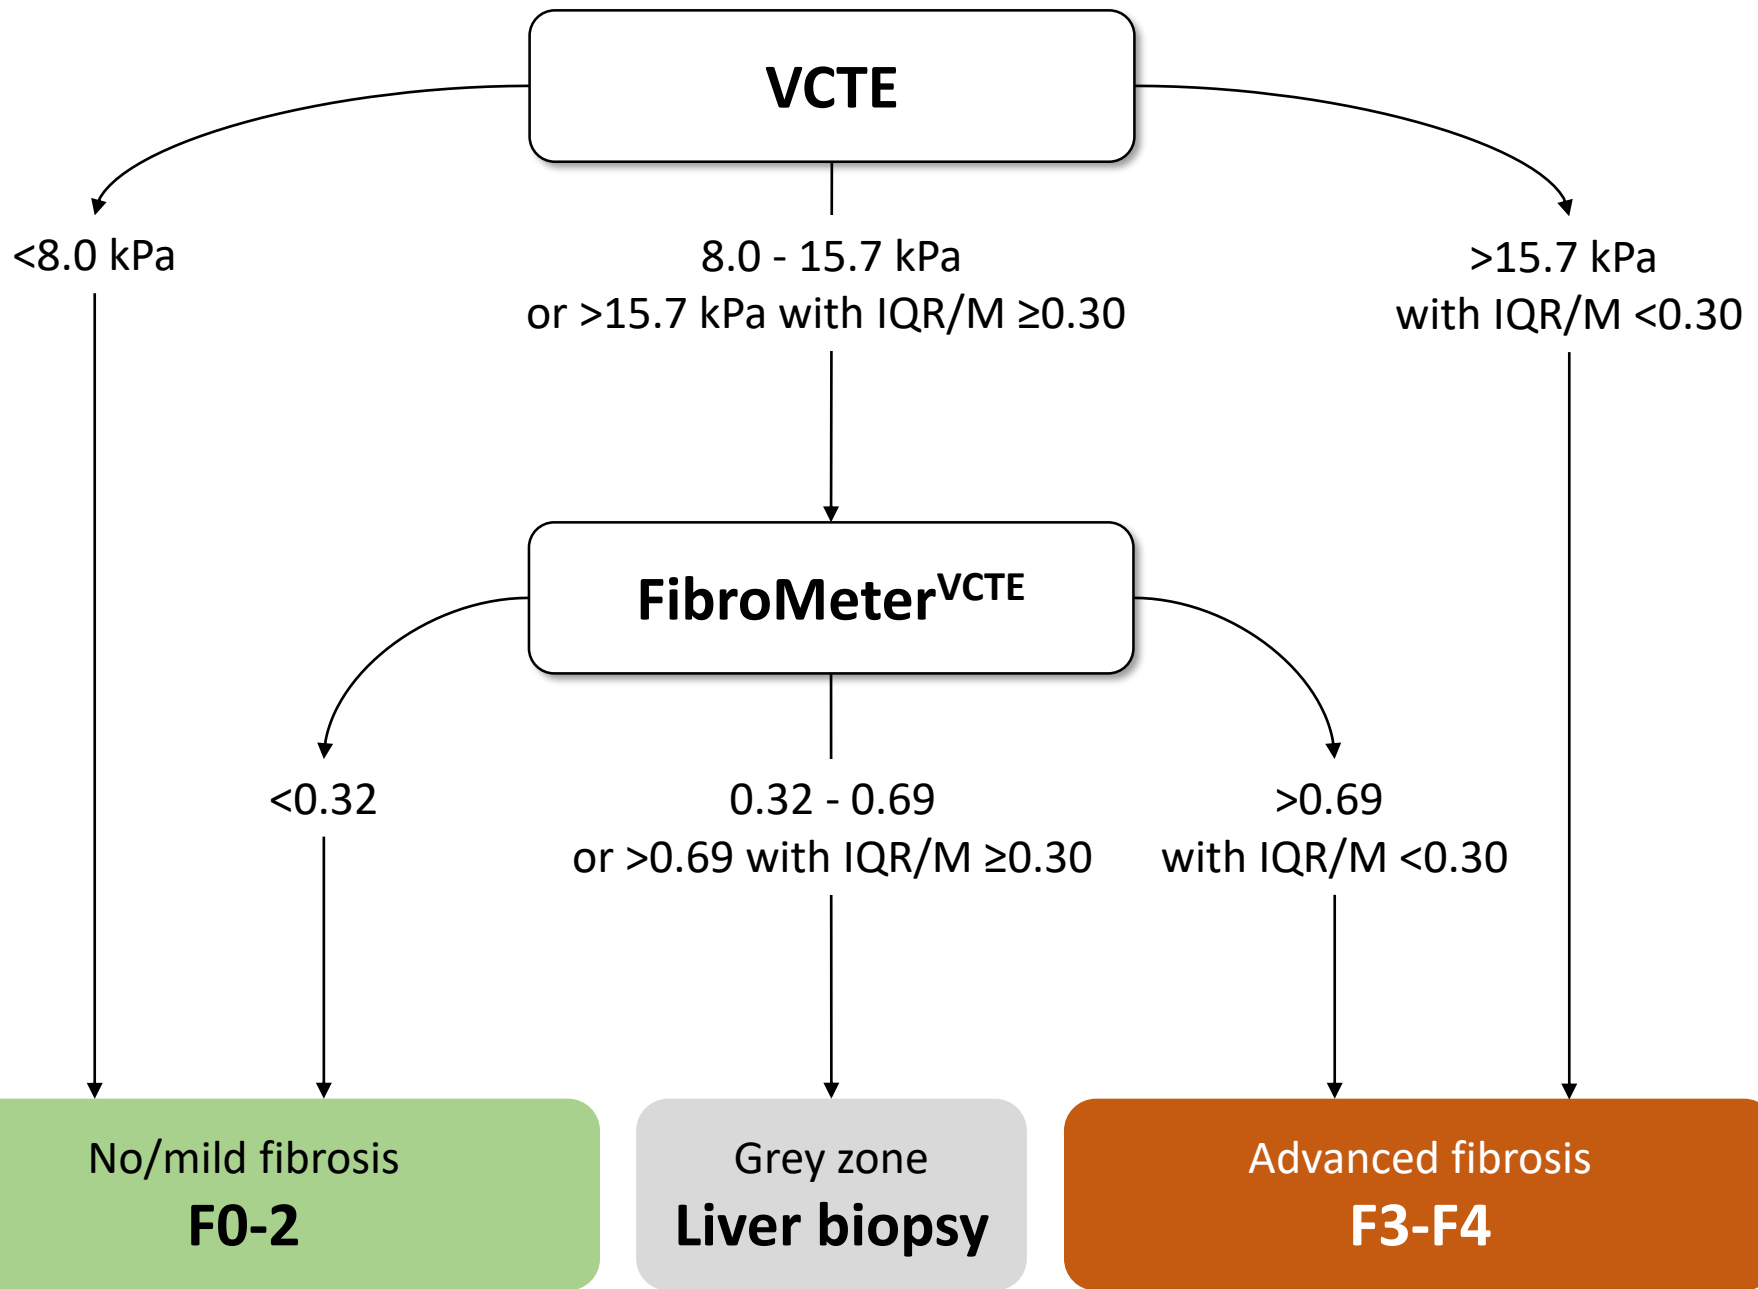 VCTE
<8.0 kPa
8.0 - 15.7 kPa
or >15.7 kPa with IQR/M ≥0.30
>15.7 kPa
with IQR/M <0.30
FibroMeterVCTE
<0.32
0.32 - 0.69
or >0.69 with IQR/M ≥0.30
>0.69
with IQR/M <0.30
No/mild fibrosis
F0-2
Grey zone
Liver biopsy
Advanced fibrosis
F3-F4